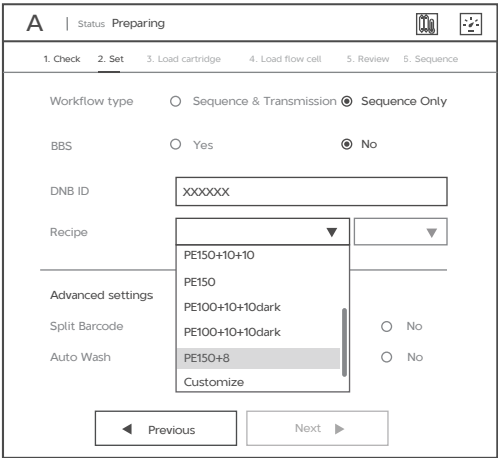 A | Status Preparing
1. Check 2. Set 3. Load cartridge 4. Load flow cell 5. Review 6. Sequence
Workflow type Sequence & Transmission Sequence Only
BBS Yes No
DNB ID XXXXXX
Recipe
PE150+10+10
PE150
Advanced settings
PE100+10+10dark
Split Barcode PE100+10+10dark No
Auto Wash PE150+8 No
Customize
Previous Next